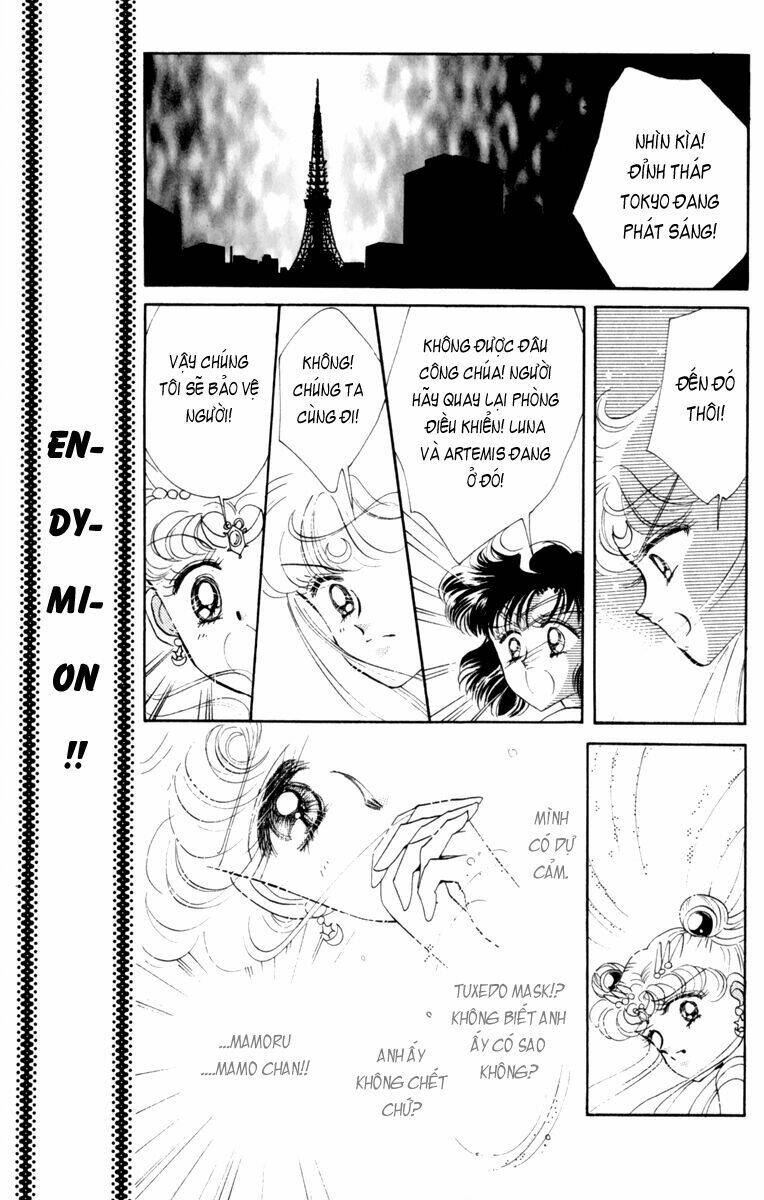 NHÌN KÌA!
ĐỈNH THÁP
TOKYO ĐANG
PHÁT SÁNG!
ĐẾN ĐÓ
THÔI!
KHÔNG ĐƯỢC ĐÂU
CÔNG CHÚA! NGƯỜI
HÃY QUAY LẠI PHÒNG
ĐIỀU KHIỂN! LUNA
VÀ ARTEMIS ĐANG
Ở ĐÓ!
KHÔNG!
CHÚNG TA
CÙNG ĐI!
VẬY CHÚNG
TÔI SẼ BẢO VỆ
NGƯỜI!
MÌNH
CÓ DỰ
CẢM.
TUXEDO MASK!?
KHÔNG BIẾT ANH
ẤY CÓ SAO
KHÔNG?
ANH ẤY
KHÔNG CHẾT
CHỨ?
...MAMORU
....MAMO CHAN!!
EN-
DY-
MI-
ON
!!